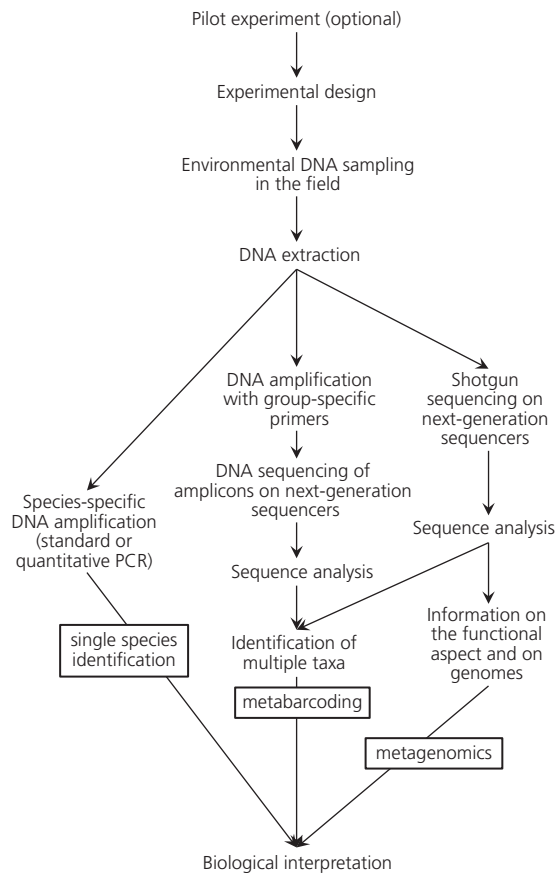 Pilot experiment (optional)
Experimental design
Environmental DNA sampling
in the field
DNA extraction
DNA amplification
with group-specific
primers
Shotgun
sequencing on
next-generation
sequencers
DNA sequencing of
amplicons on next-generation
sequencers
Species-specific
DNA amplification
(standard or
quantitative PCR)
Sequence analysis
Sequence analysis
single species
identification
Identification of
multiple taxa
Information on
the functional
aspect and on
genomes
metabarcoding
metagenomics
Biological interpretation